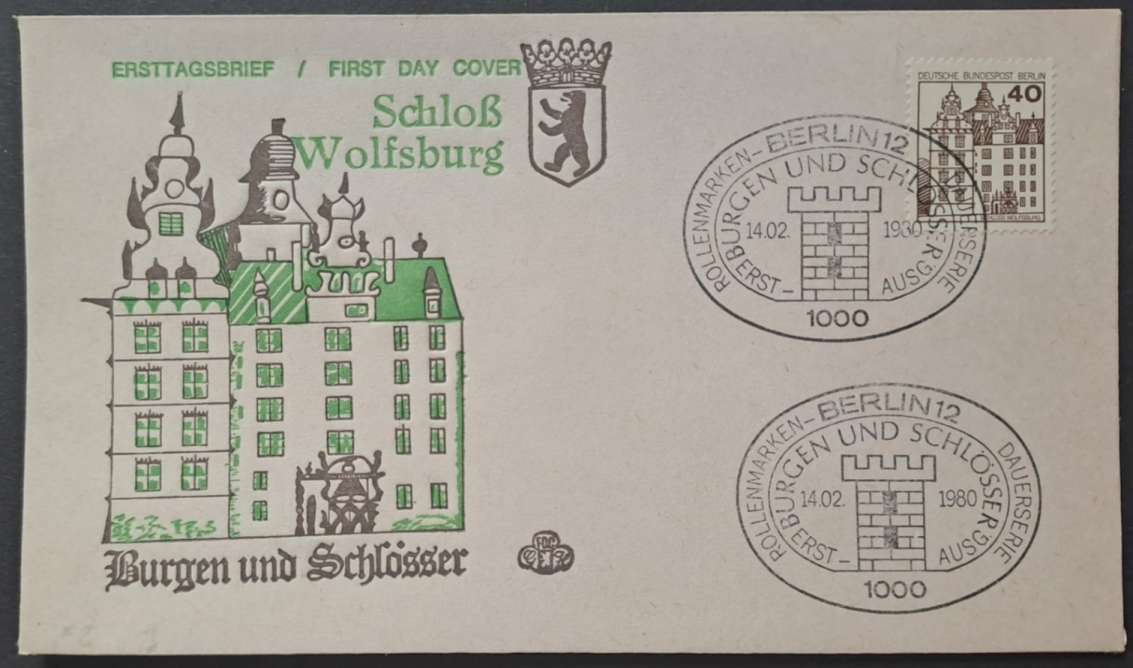 ERSTTAGSBRIEF / FIRST DAY COVER
Schloß
Wolfsburg
DEUTSCHE BUNDESPOST BERLIN
40
SCHLOSS WOLFSBURG
ROLLENMARKEN-BERLIN 12 DAUERSERIE
BURGEN UND SCHLÖSSER
14.02. 1980
ERST-AUSG.
1000
ROLLENMARKEN-BERLIN 12 DAUERSERIE
BURGEN UND SCHLÖSSER
14.02. 1980
ERST-AUSG.
1000
Burgen und Schlösser